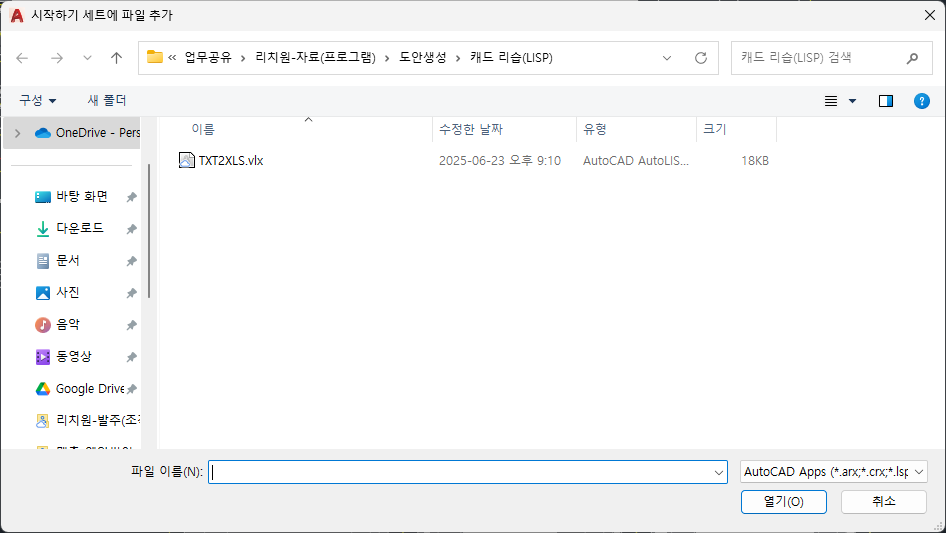 시작하기 세트에 파일 추가
« 업무공유 > 리치원-자료(프로그램) > 도안생성 > 캐드 리습(LISP)
캐드 리습(LISP) 검색
구성 새 폴더
OneDrive - Pers
이름 수정한 날짜 유형 크기
TXT2XLS.vlx 2025-06-23 오후 9:10 AutoCAD AutoLIS... 18KB
바탕 화면
다운로드
문서
사진
음악
동영상
Google Drive
리치원-발주(조
파일 이름(N):
AutoCAD Apps (*.arx;*.crx;*.lsp
열기(O) 취소